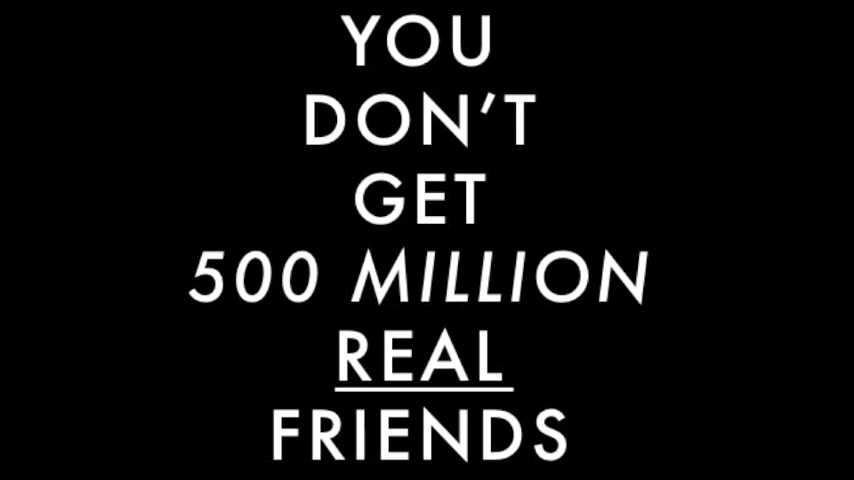 YOU
DON'T
GET
500 MILLION
REAL
FRIENDS